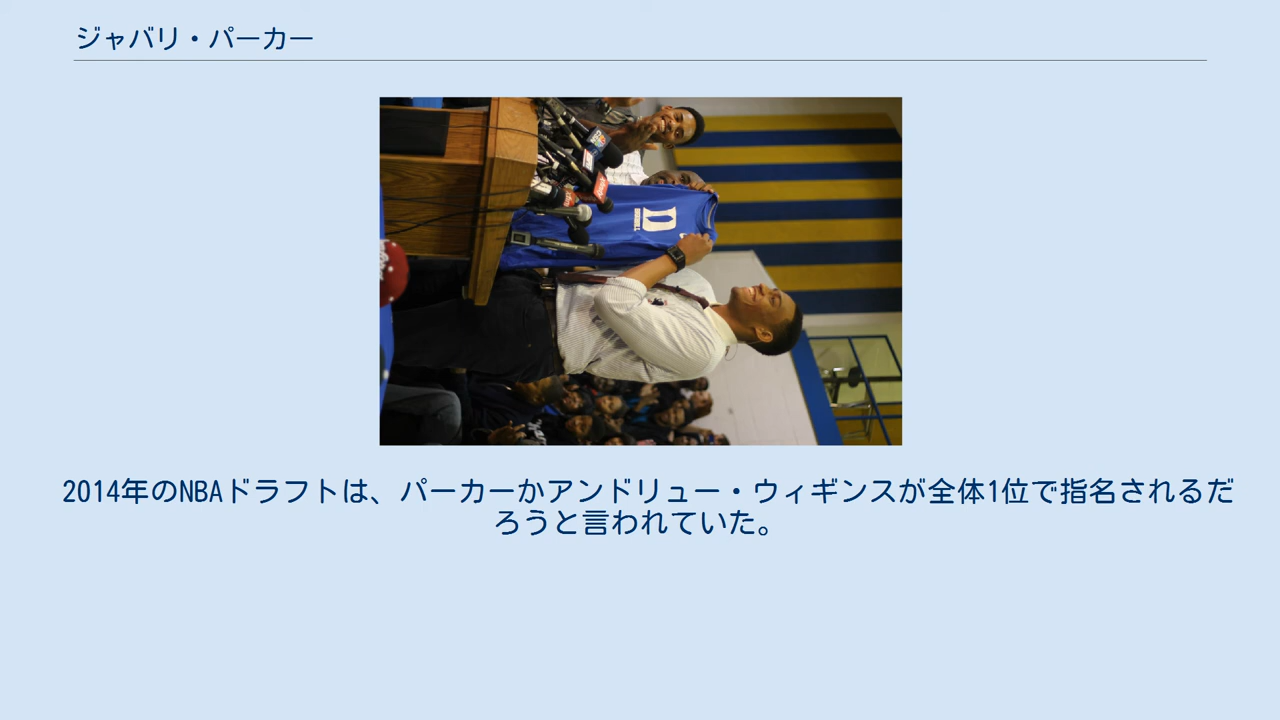 ジャバリ・パーカー
D
2014年のNBAドラフトは、パーカーかアンドリュー・ウィギンスが全体1位で指名されるだ
ろうと言われていた。